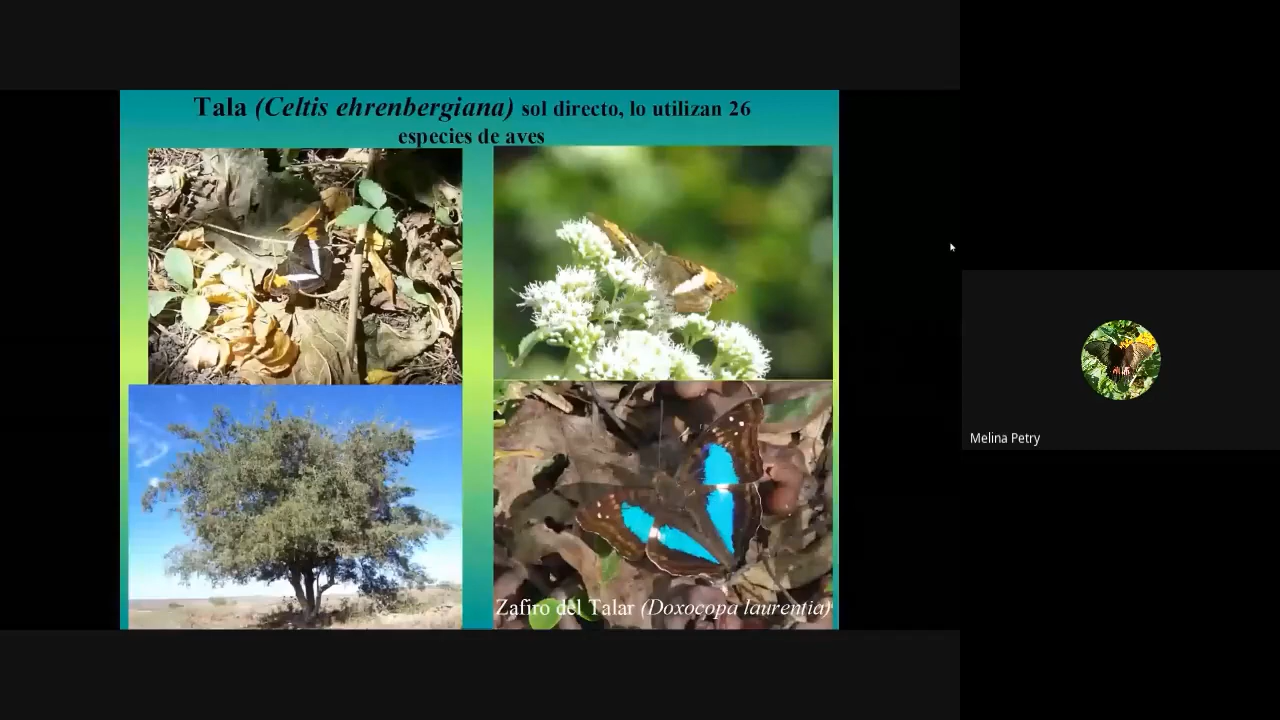 Tala (Celtis ehrenbergiana) sol directo, lo utilizan 26
especies de aves
Zafiro del Talar (Doxocopa laurentia)
Melina Petry